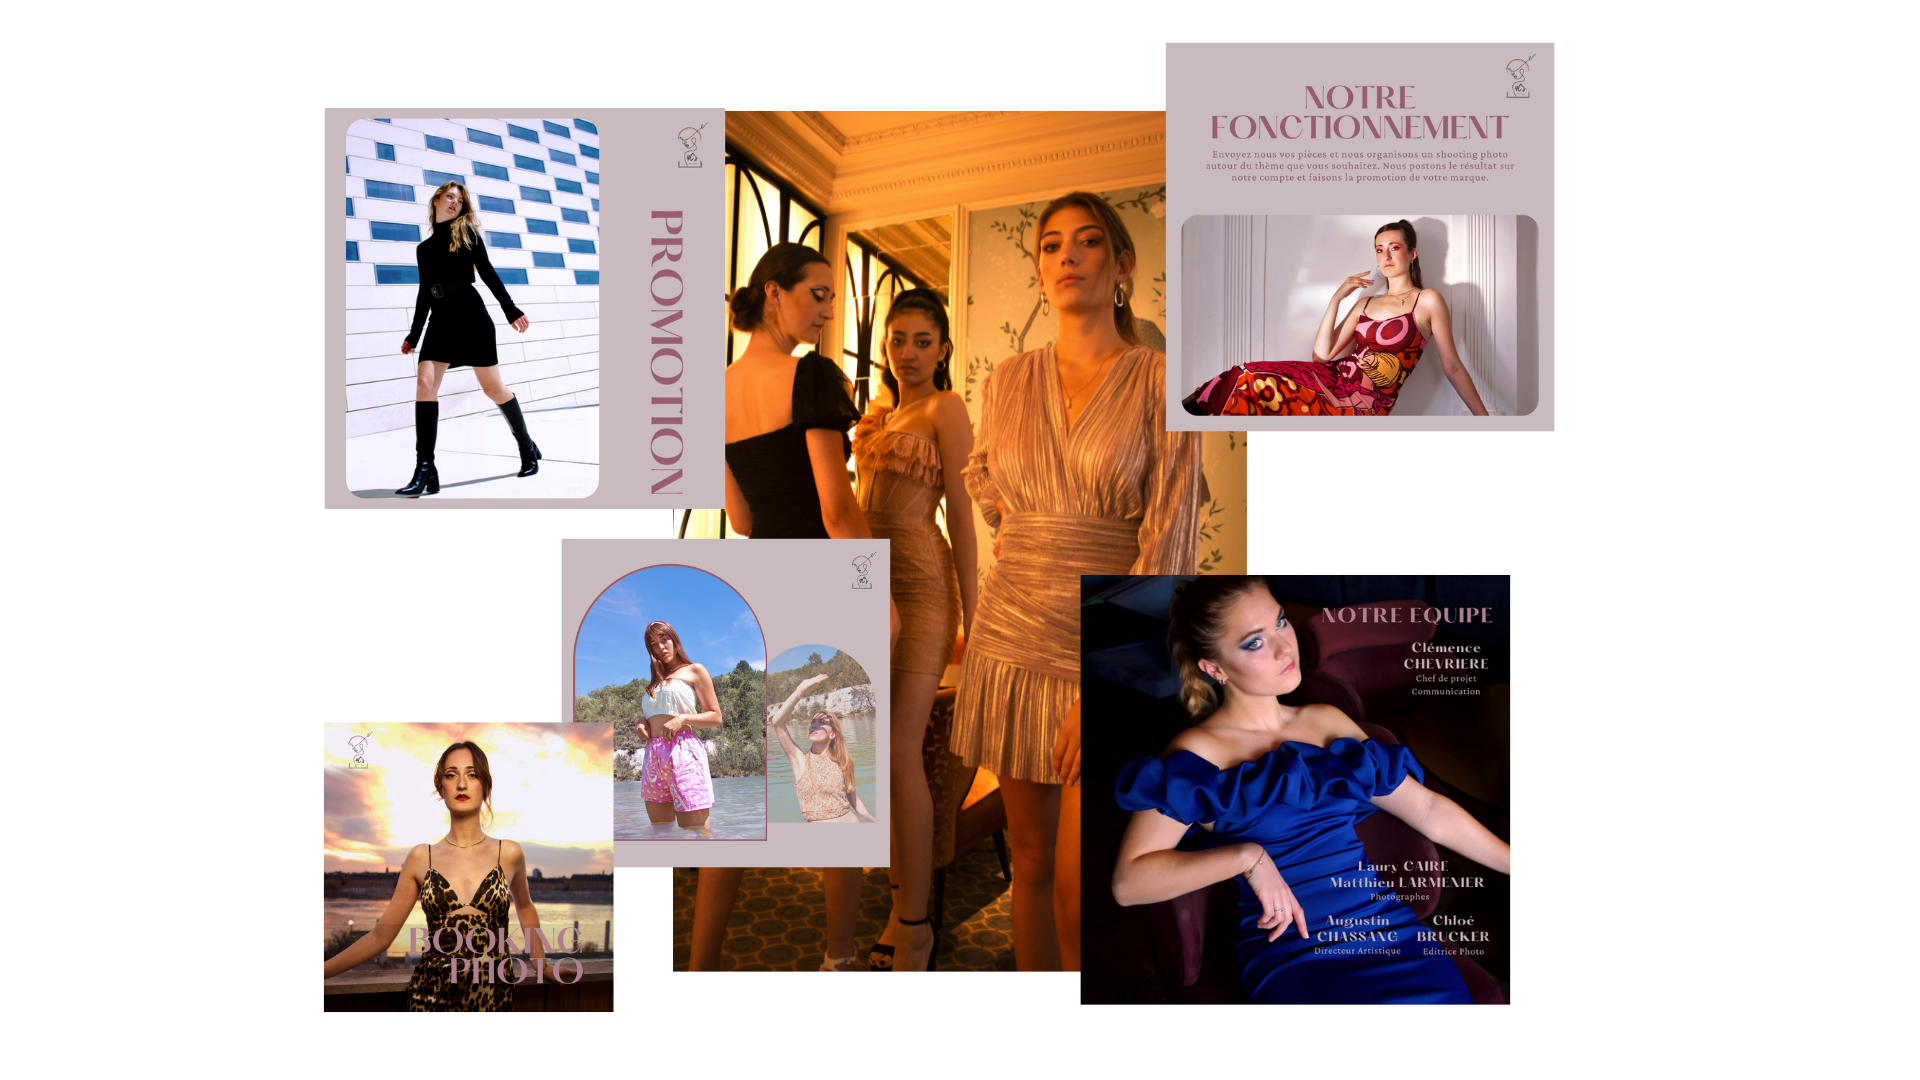 PROMOTION
NOTRE
FONCTIONNEMENT
Envoyez nous vos pièces et nous organisons un shooting photo
autour du thème que vous souhaitez. Nous postons le résultat sur
notre compte et faisons la promotion de votre marque.
NOTRE EQUIPE
Clémence
CHEVRIERE
Chef de projet
Communication
Laury CAIRE
Matthieu LARMENIER
Photographes
Augustin
CHASSANG
Directeur Artistique
Chloé
BRUCKER
Editrice Photo
BOOKING
PHOTO